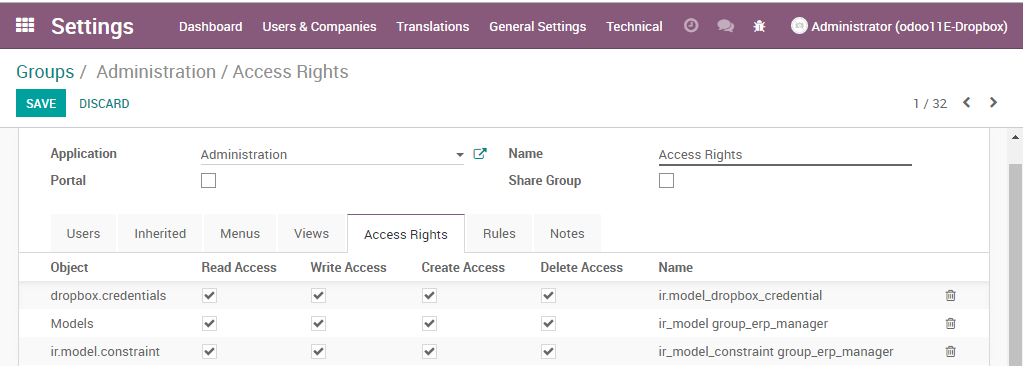 Settings Dashboard Users & Companies Translations General Settings Technical Administrator (odoo11E-Dropbox)
Groups / Administration / Access Rights
SAVE DISCARD 1 / 32
Application Administration Name Access Rights
Portal Share Group
Users Inherited Menus Views Access Rights Rules Notes
Object Read Access Write Access Create Access Delete Access Name
dropbox.credentials ir.model_dropbox_credential
Models ir_model group_erp_manager
ir.model.constraint ir_model_constraint group_erp_manager